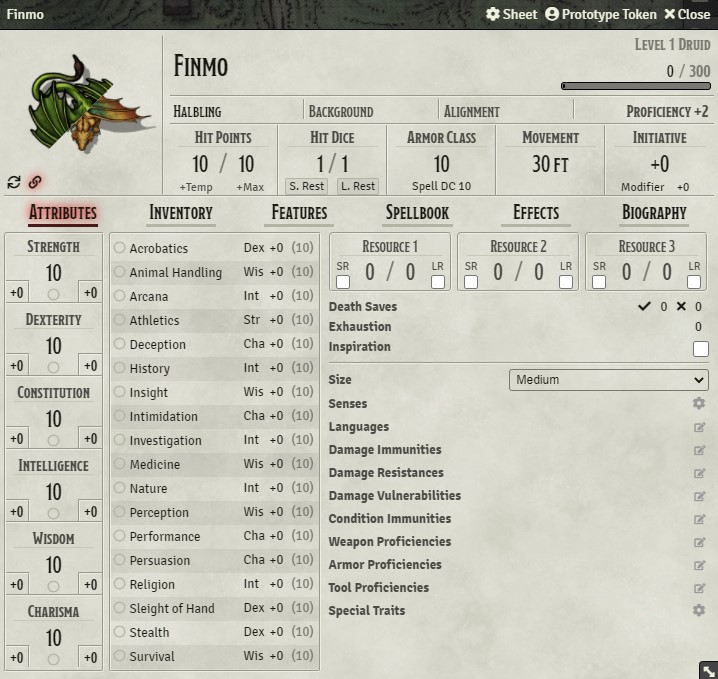 Finmo Sheet Prototype Token Close
Level 1 Druid
Finmo
0 / 300
Halbling Background Alignment Proficiency +2
Hit Points Hit Dice Armor Class Movement Initiative
10 / 10 1 / 1 10 30 ft +0
+Temp +Max S. Rest L. Rest Spell DC 10 Modifier +0
Attributes Inventory Features Spellbook Effects Biography
Strength
10
+0 +0
Dexterity
10
+0 +0
Constitution
10
+0 +0
Intelligence
10
+0 +0
Wisdom
10
+0 +0
Charisma
10
+0 +0
Acrobatics Dex +0 (10)
Animal Handling Wis +0 (10)
Arcana Int +0 (10)
Athletics Str +0 (10)
Deception Cha +0 (10)
History Int +0 (10)
Insight Wis +0 (10)
Intimidation Cha +0 (10)
Investigation Int +0 (10)
Medicine Wis +0 (10)
Nature Int +0 (10)
Perception Wis +0 (10)
Performance Cha +0 (10)
Persuasion Cha +0 (10)
Religion Int +0 (10)
Sleight of Hand Dex +0 (10)
Stealth Dex +0 (10)
Survival Wis +0 (10)
Resource 1 Resource 2 Resource 3
SR 0 / 0 LR SR 0 / 0 LR SR 0 / 0 LR
Death Saves 0 0
Exhaustion 0
Inspiration
Size Medium
Senses
Languages
Damage Immunities
Damage Resistances
Damage Vulnerabilities
Condition Immunities
Weapon Proficiencies
Armor Proficiencies
Tool Proficiencies
Special Traits